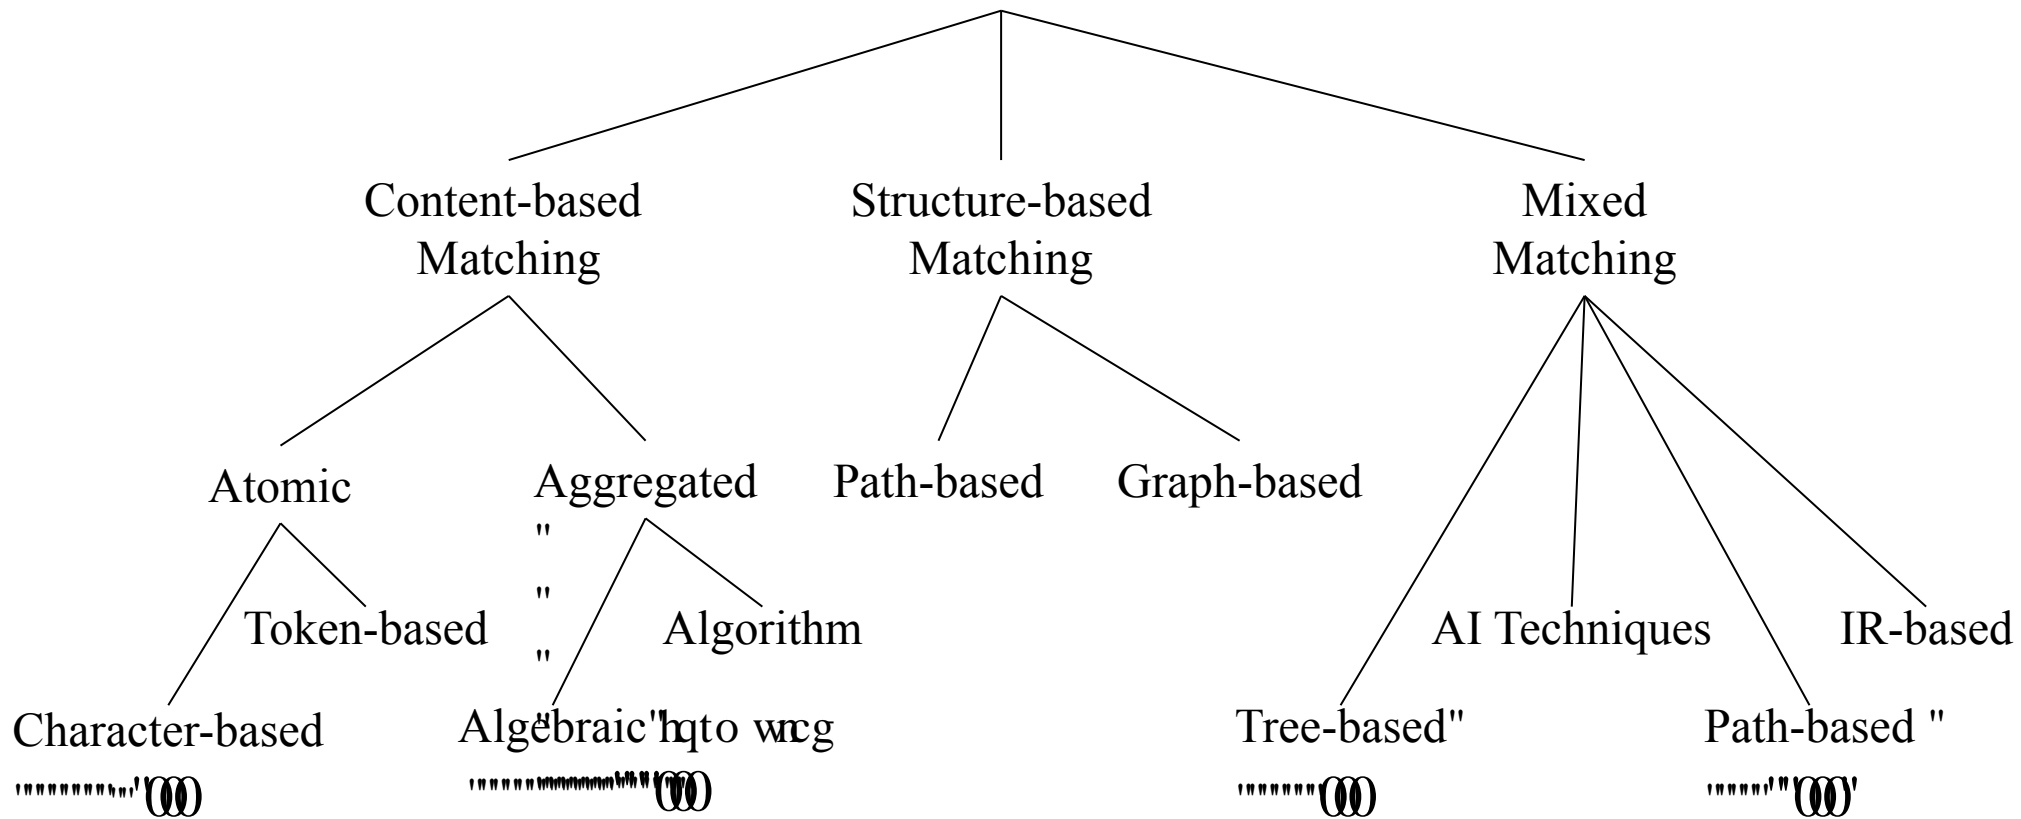 Content-based
Matching
Structure-based
Matching
Mixed
Matching
Atomic
Aggregated
Path-based
Graph-based
Token-based
Algorithm
AI Techniques
IR-based
Character-based
Algebraic
Tree-based"
Path-based "